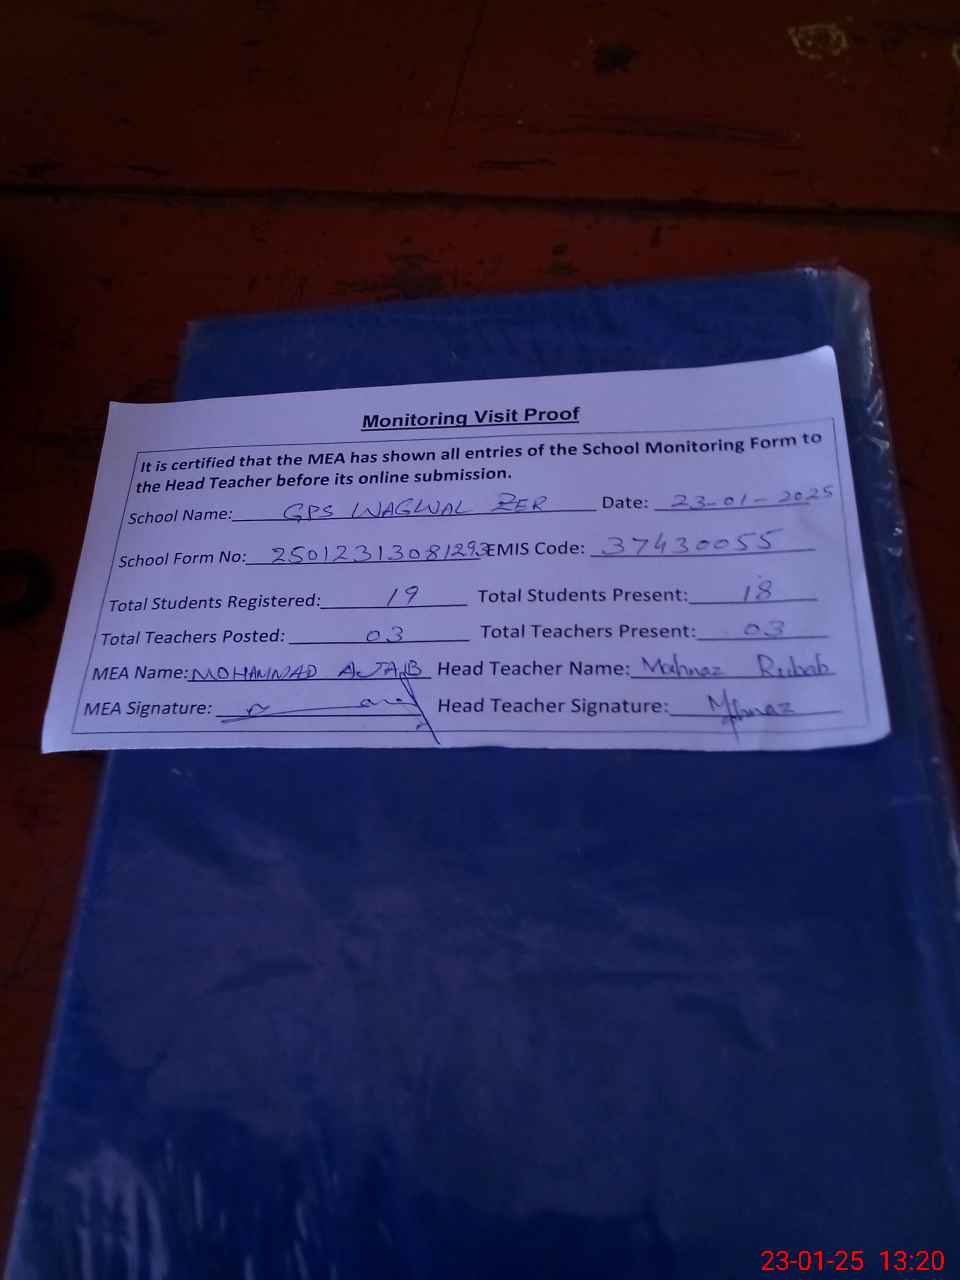 Monitoring Visit Proof
It is certified that the MEA has shown all entries of the School Monitoring Form to
the Head Teacher before its online submission.
School Name: GPS WAGWAL ZER Date: 23-01-2025
School Form No: 25012313081293 EMIS Code: 37430055
Total Students Registered: 19 Total Students Present: 18
Total Teachers Posted: 03 Total Teachers Present: 03
MEA Name: MOHAMMAD AJAIB Head Teacher Name: Mahnaz Rubab
MEA Signature: Head Teacher Signature: Mahnaz
23-01-25 13:20